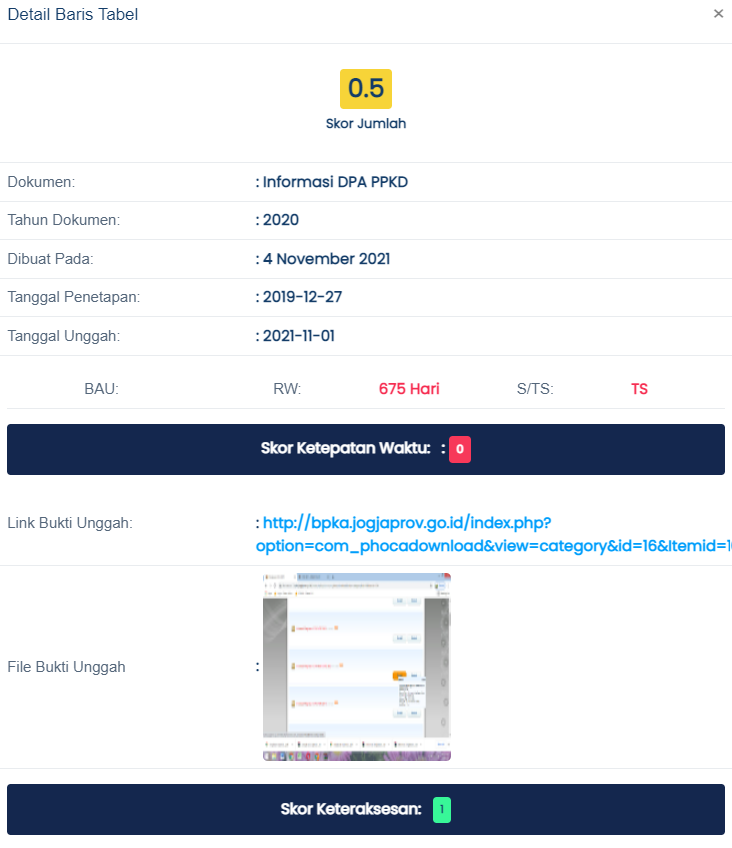 Detail Baris Tabel ×
0.5
Skor Jumlah
Dokumen: : Informasi DPA PPKD
Tahun Dokumen: : 2020
Dibuat Pada: : 4 November 2021
Tanggal Penetapan: : 2019-12-27
Tanggal Unggah: : 2021-11-01
BAU: RW: 675 Hari S/TS: TS
Skor Ketepatan Waktu: : 0
Link Bukti Unggah: : http://bpka.jogjaprov.go.id/index.php?
option=com_phocadownload&view=category&id=16&Itemid=1
File Bukti Unggah :
Skor Keteraksesan: 1